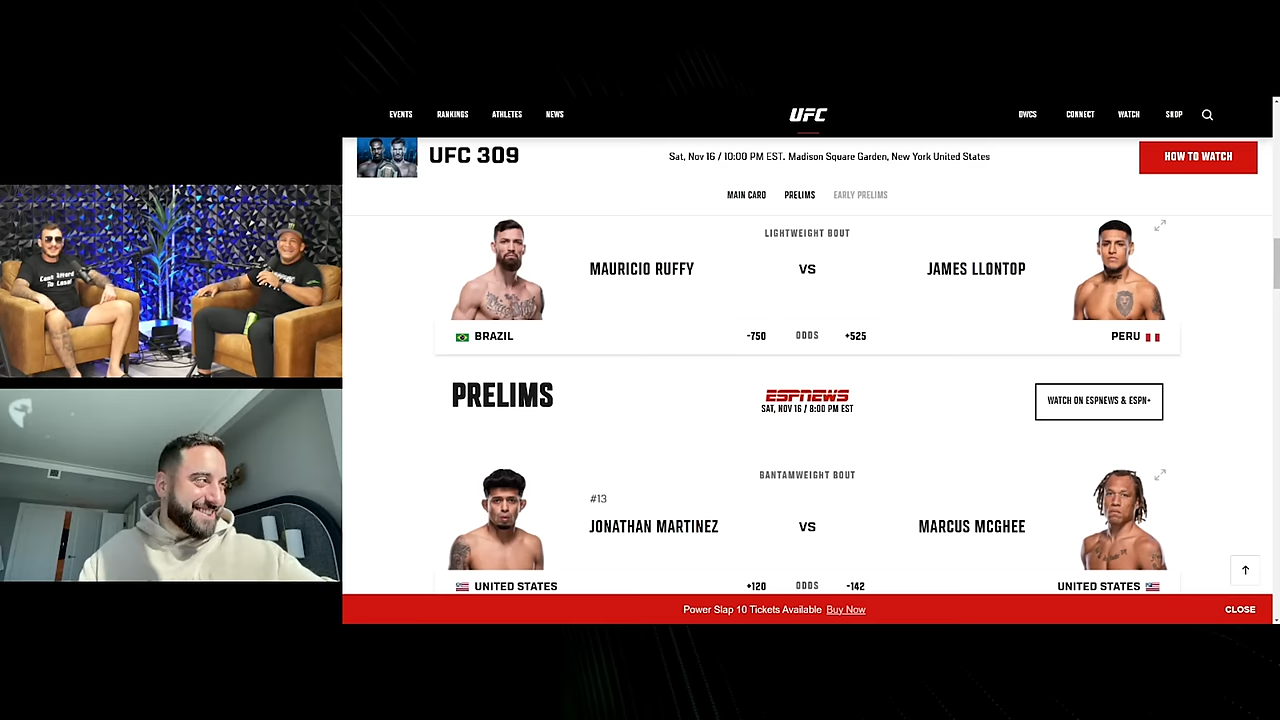 EVENTS RANKINGS ATHLETES NEWS UFC DWCS CONNECT WATCH SHOP
UFC 309 Sat, Nov 16 / 10:00 PM EST. Madison Square Garden, New York United States HOW TO WATCH
MAIN CARD PRELIMS EARLY PRELIMS
LIGHTWEIGHT BOUT
MAURICIO RUFFY VS JAMES LLONTOP
BRAZIL -750 ODDS +525 PERU
PRELIMS ESPNEWS WATCH ON ESPNEWS & ESPN+
SAT, NOV 16 / 8:00 PM EST
BANTAMWEIGHT BOUT
#13
JONATHAN MARTINEZ VS MARCUS MCGHEE
UNITED STATES +120 ODDS -142 UNITED STATES
Power Slap 10 Tickets Available Buy Now CLOSE
Can't Afford
To Lose!